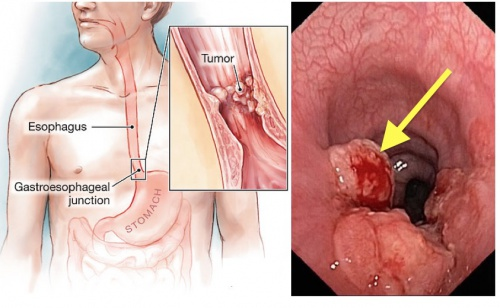 Tumor
Esophagus
Gastroesophageal
junction
STOMACH